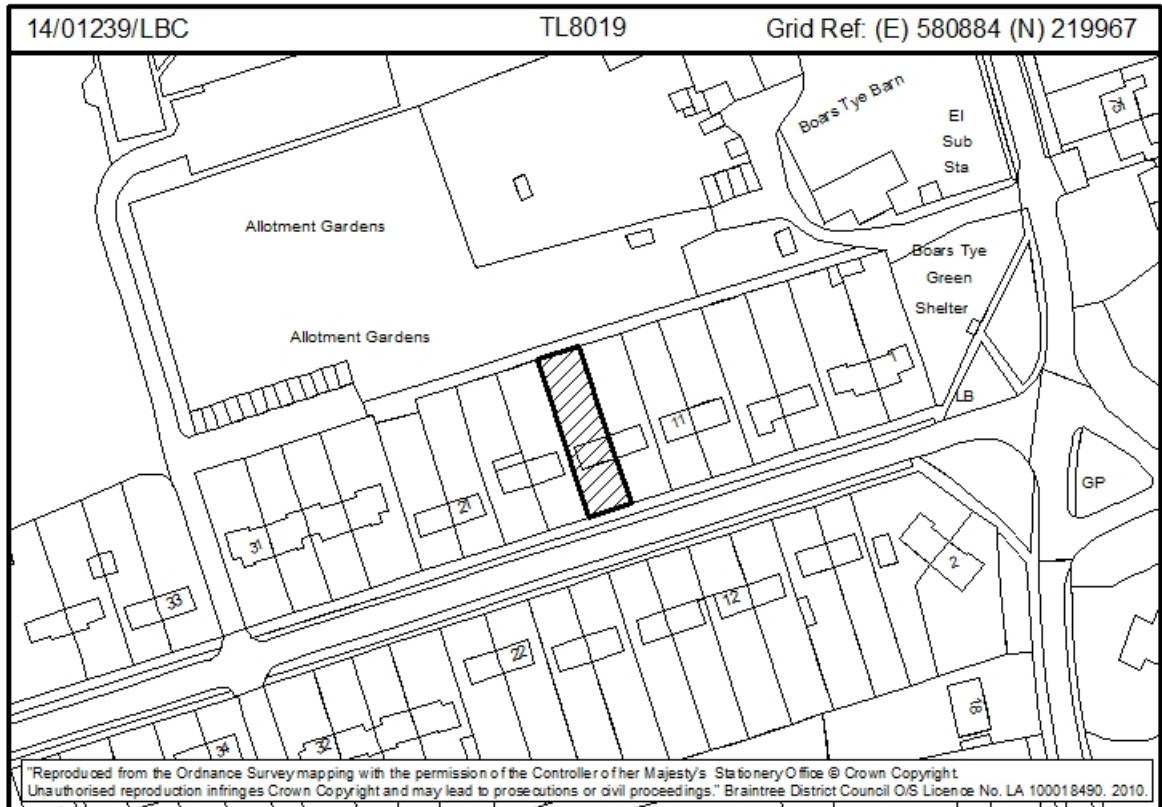 14/01239/LBC TL8019 Grid Ref: (E) 580884 (N) 219967
Boars Tye Barn
El
Sub
Sta
75
Allotment Gardens
Boars Tye
Green
Shelter
Allotment Gardens
1
LB
11
GP
21
31
2
33
12
22
18
32
34
"Reproduced from the Ordnance Survey mapping with the permission of the Controller of her Majesty's Stationery Office © Crown Copyright.
Unauthorised reproduction infringes Crown Copyright and may lead to prosecutions or civil proceedings." Braintree District Council O/S Licence No. LA 100018490. 2010.